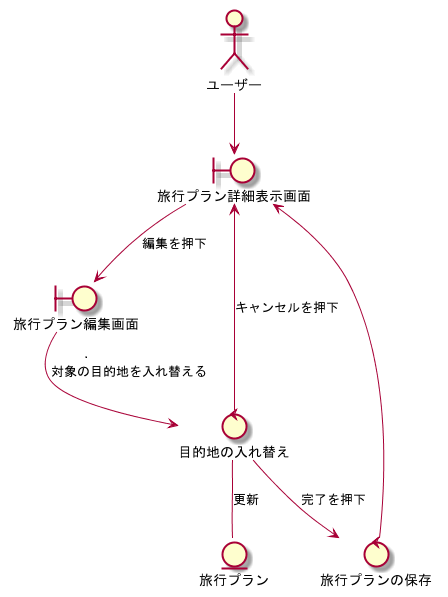 ユーザー
旅行プラン詳細表示画面
編集を押下
旅行プラン編集画面
キャンセルを押下
.
対象の目的地を入れ替える
目的地の入れ替え
更新
完了を押下
旅行プラン
旅行プランの保存